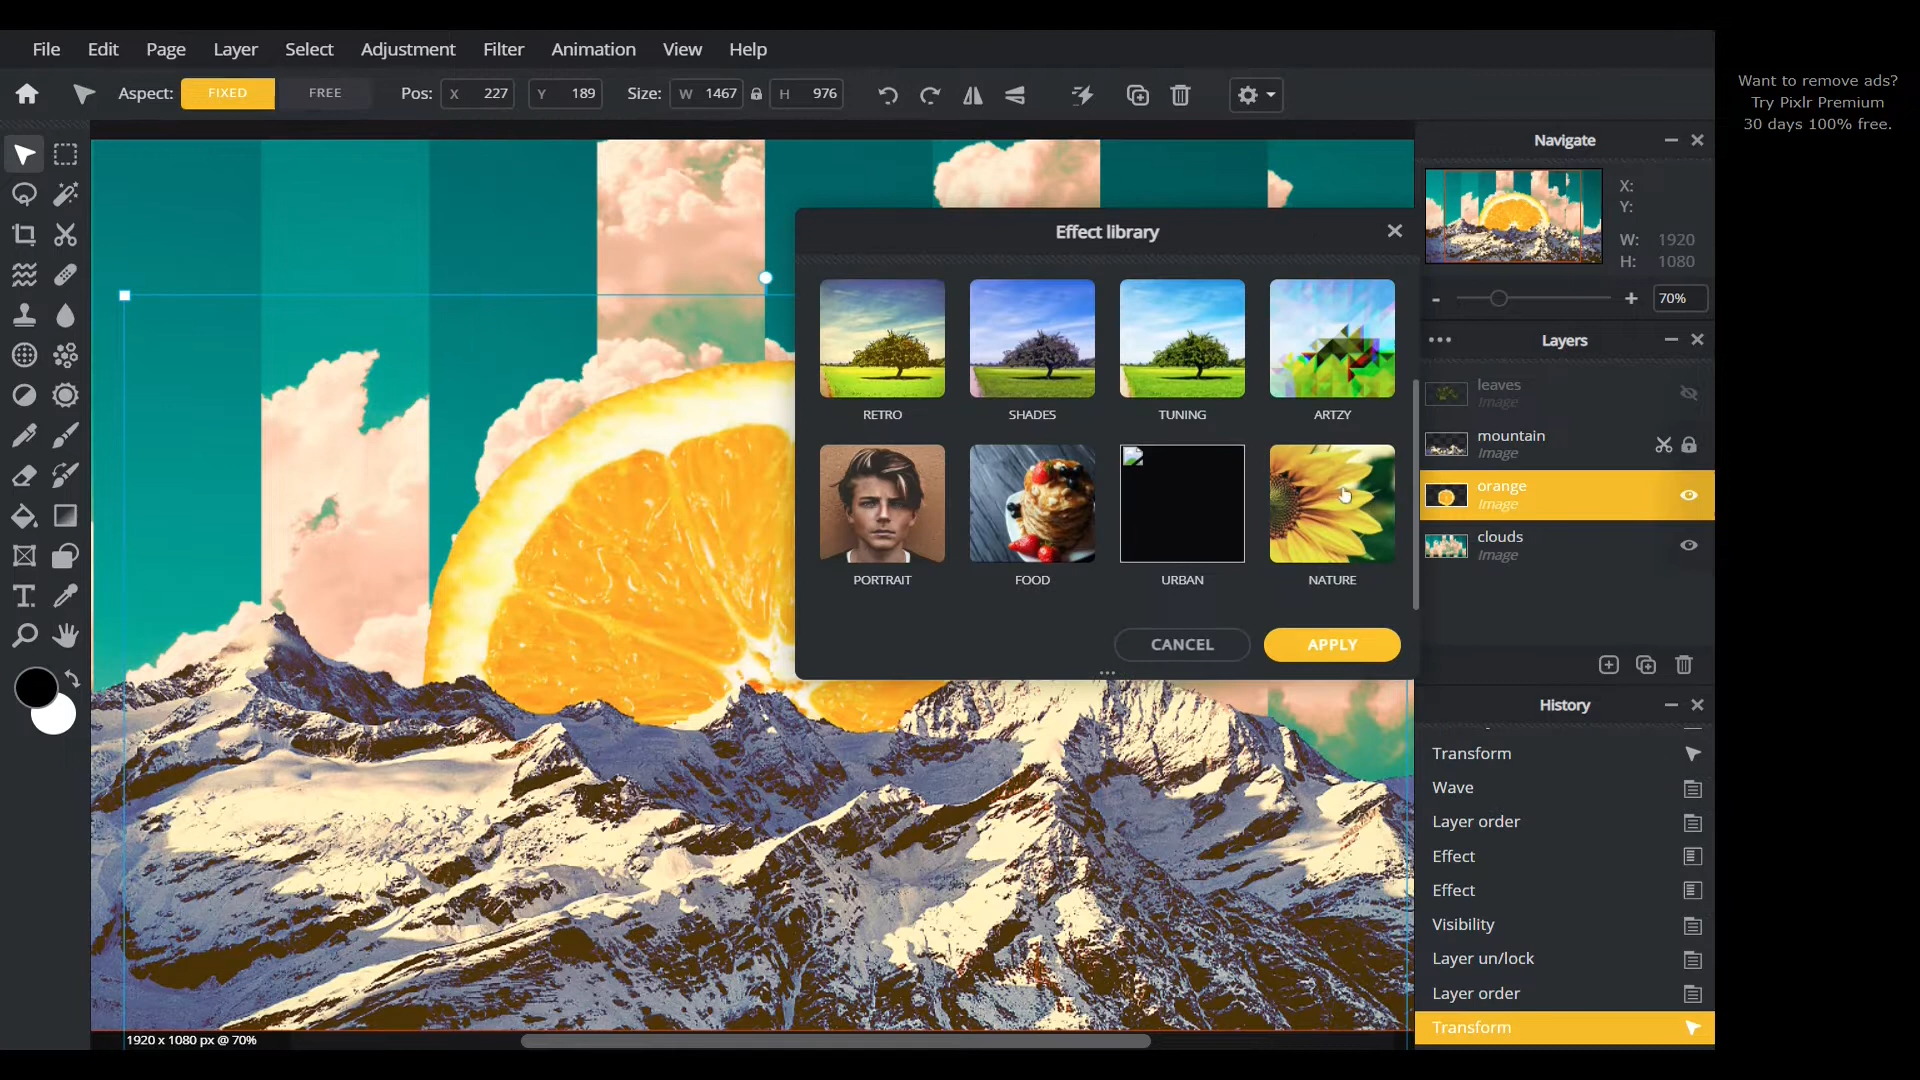 File Edit Page Layer Select Adjustment Filter Animation View Help
Aspect: FIXED FREE Pos: X 227 Y 189 Size: W 1467 H 976
Want to remove ads?
Try Pixlr Premium
30 days 100% free.
Navigate
X:
Y:
W: 1920
H: 1080
70%
Effect library
RETRO SHADES TUNING ARTZY
PORTRAIT FOOD URBAN NATURE
CANCEL APPLY
Layers
leaves
Image
mountain
Image
orange
Image
clouds
Image
History
Transform
Wave
Layer order
Effect
Effect
Visibility
Layer un/lock
Layer order
Transform
1920 x 1080 px @ 70%